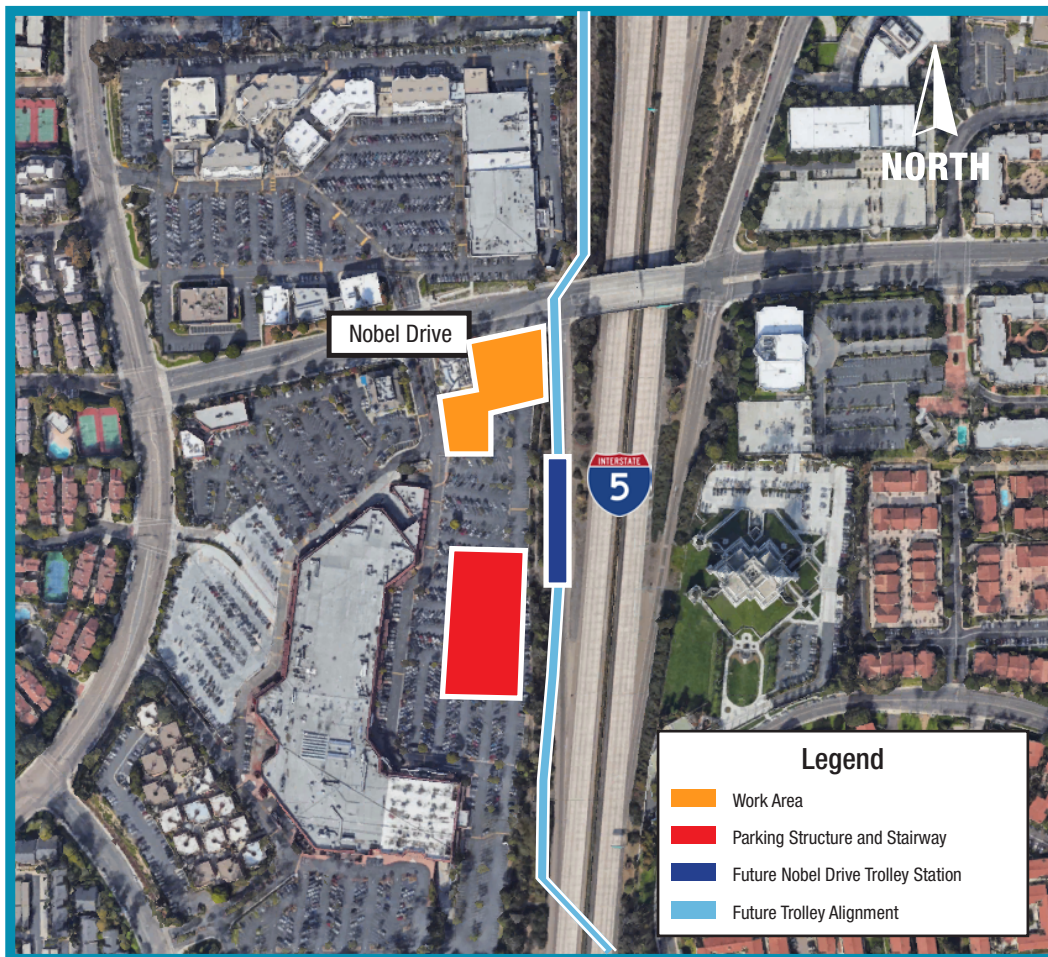 NORTH
Nobel Drive
INTERSTATE
5
Legend
Work Area
Parking Structure and Stairway
Future Nobel Drive Trolley Station
Future Trolley Alignment